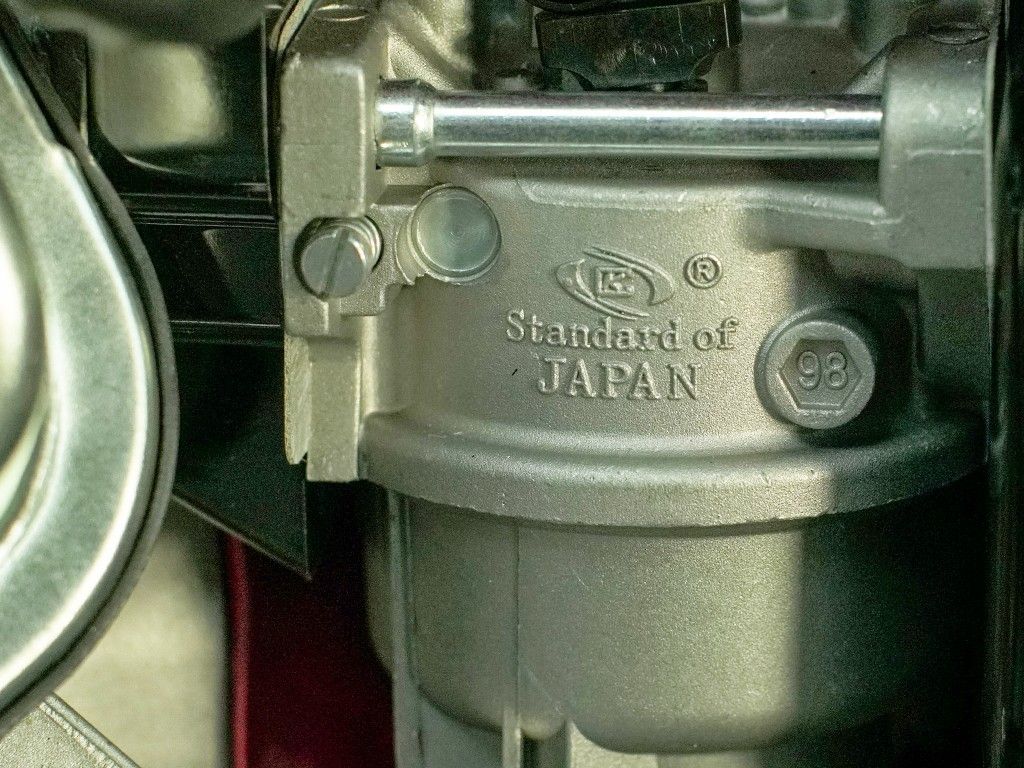 ®
Standard of
JAPAN
98